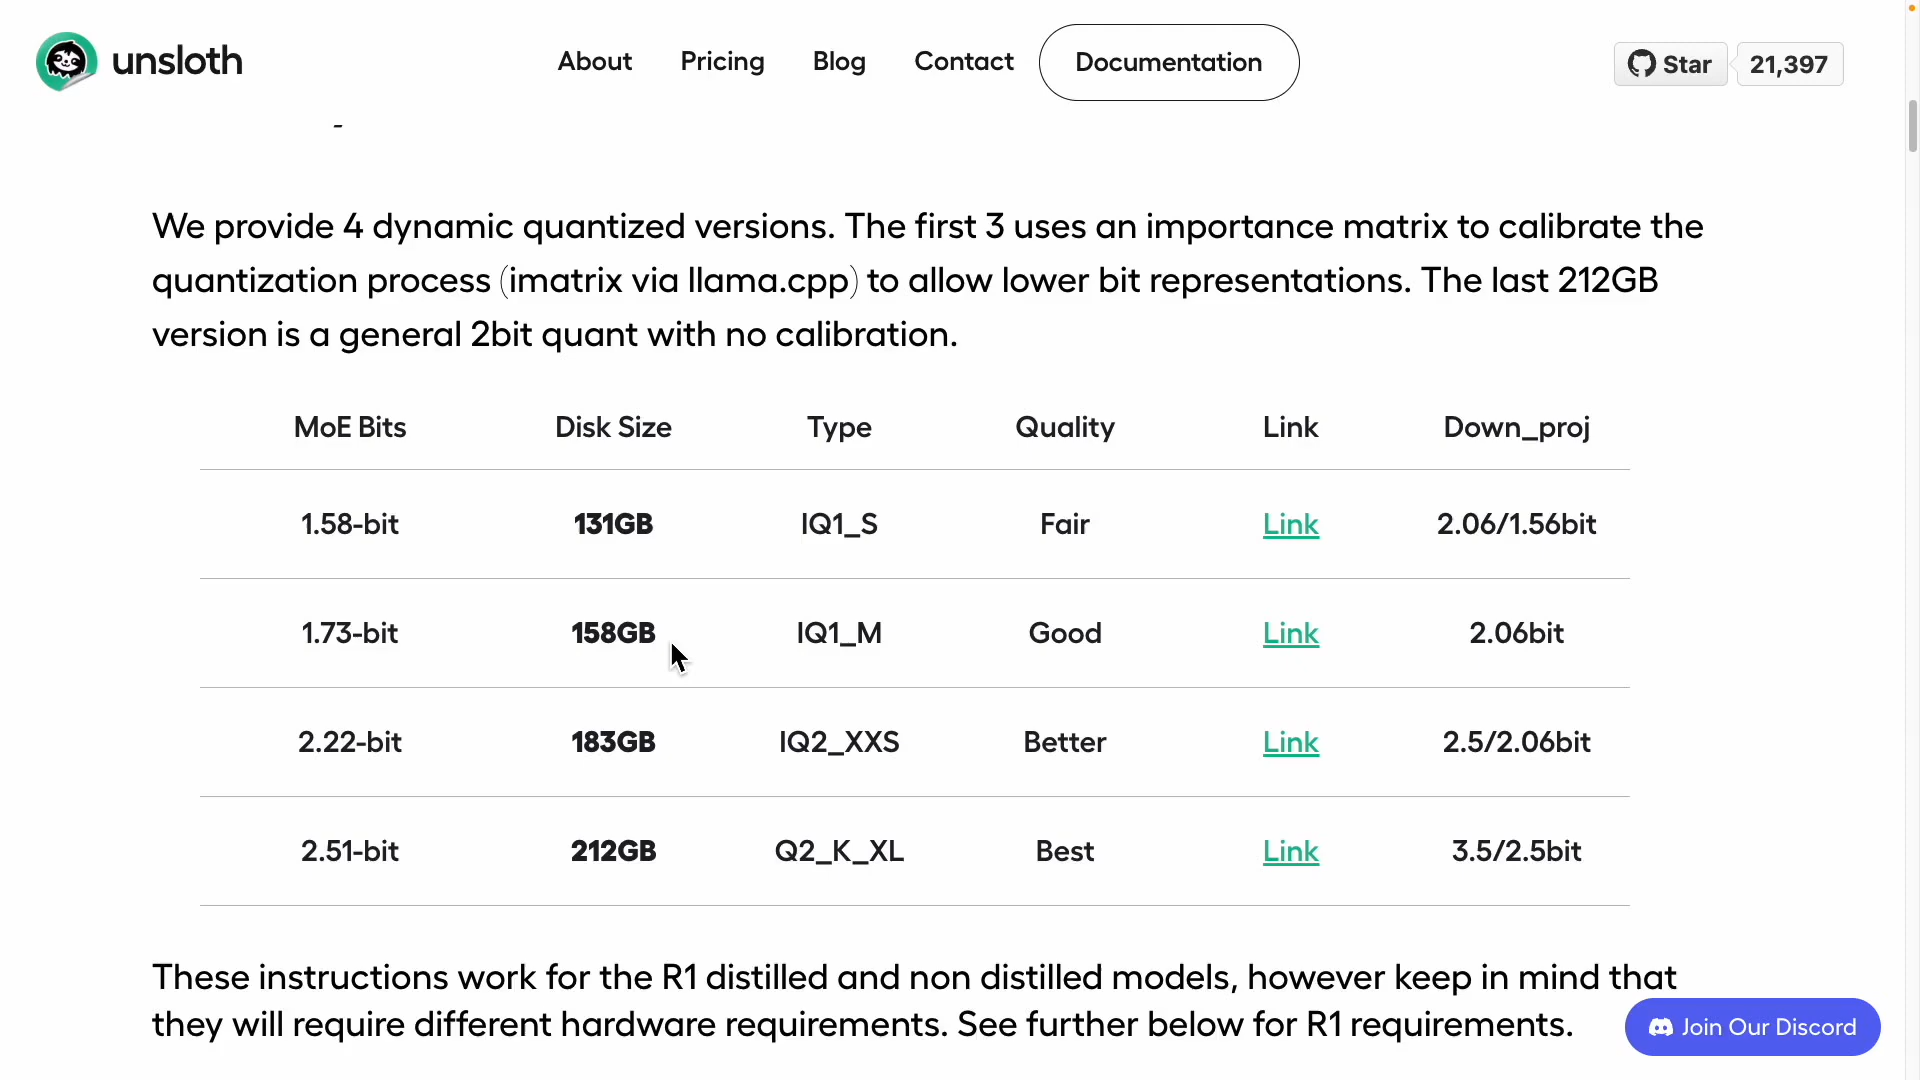 unsloth
About Pricing Blog Contact Documentation
Star 21,397
We provide 4 dynamic quantized versions. The first 3 uses an importance matrix to calibrate the
quantization process (imatrix via llama.cpp) to allow lower bit representations. The last 212GB
version is a general 2bit quant with no calibration.
MoE Bits Disk Size Type Quality Link Down_proj
1.58-bit 131GB IQ1_S Fair Link 2.06/1.56bit
1.73-bit 158GB IQ1_M Good Link 2.06bit
2.22-bit 183GB IQ2_XXS Better Link 2.5/2.06bit
2.51-bit 212GB Q2_K_XL Best Link 3.5/2.5bit
These instructions work for the R1 distilled and non distilled models, however keep in mind that
they will require different hardware requirements. See further below for R1 requirements.
Join Our Discord